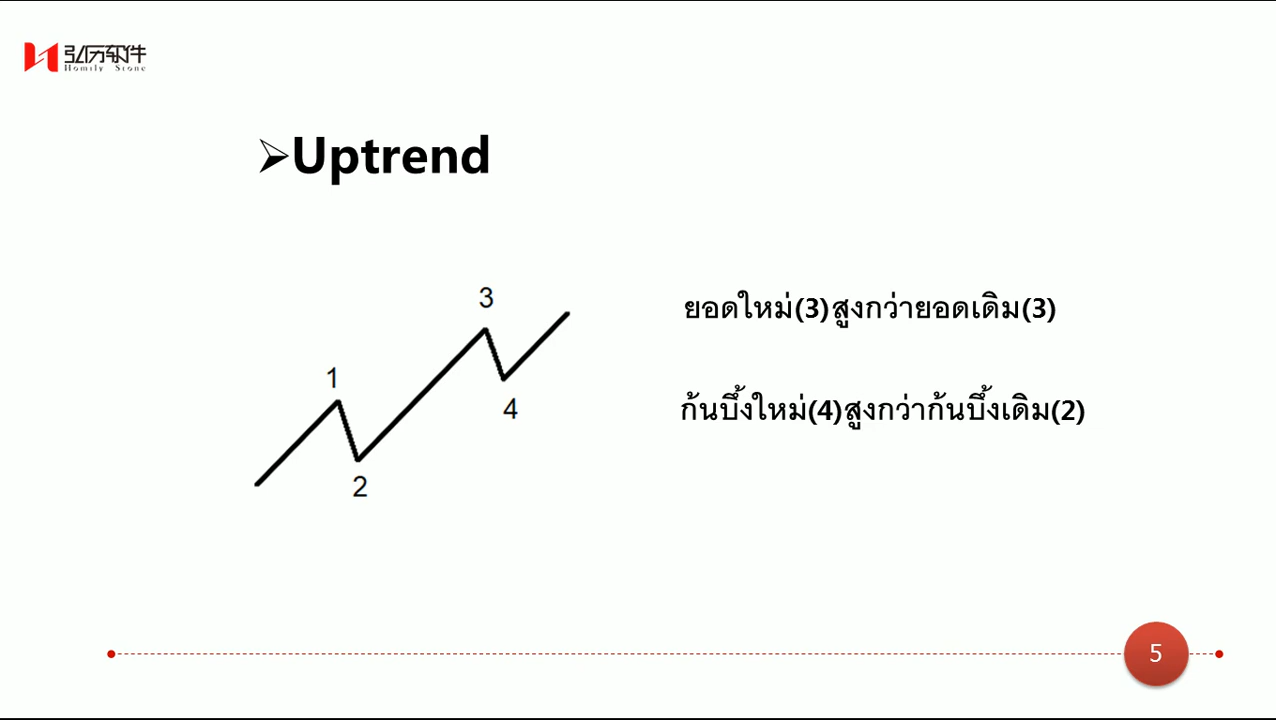 弘历软件
Homily Stone
➢Uptrend
3
ยอดใหม่(3)สูงกว่ายอดเดิม(3)
1
4
ก้นบึ้งใหม่(4)สูงกว่าก้นบึ้งเดิม(2)
2
5